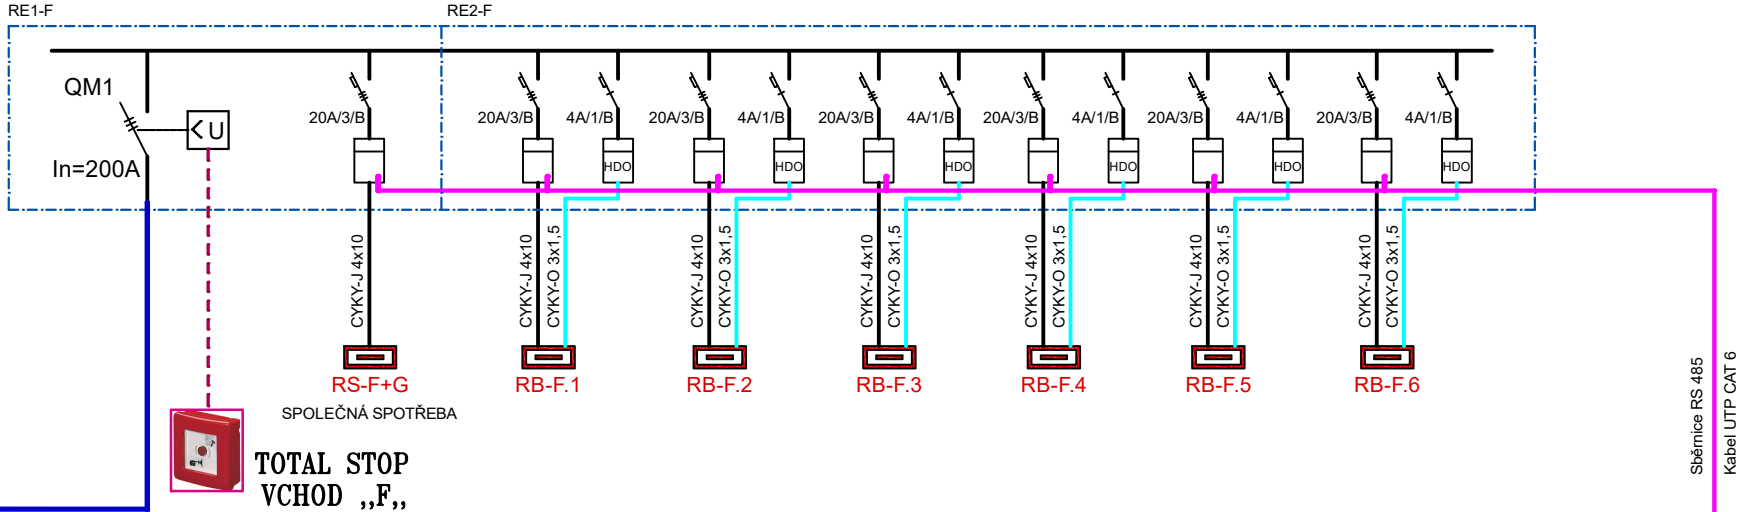 RE1-F
RE2-F
QM1
<U
In=200A
20A/3/B
20A/3/B
4A/1/B
20A/3/B
4A/1/B
20A/3/B
4A/1/B
20A/3/B
4A/1/B
20A/3/B
4A/1/B
20A/3/B
4A/1/B
HDO
HDO
HDO
HDO
HDO
HDO
CYKY-J 4x10
CYKY-J 4x10
CYKY-O 3x1,5
CYKY-J 4x10
CYKY-O 3x1,5
CYKY-J 4x10
CYKY-O 3x1,5
CYKY-J 4x10
CYKY-O 3x1,5
CYKY-J 4x10
CYKY-O 3x1,5
CYKY-J 4x10
CYKY-O 3x1,5
RS-F+G
RB-F.1
RB-F.2
RB-F.3
RB-F.4
RB-F.5
RB-F.6
SPOLEČNÁ SPOTŘEBA
TOTAL STOP
VCHOD ,,F,,
Sběrnice RS 485
Kabel UTP CAT 6